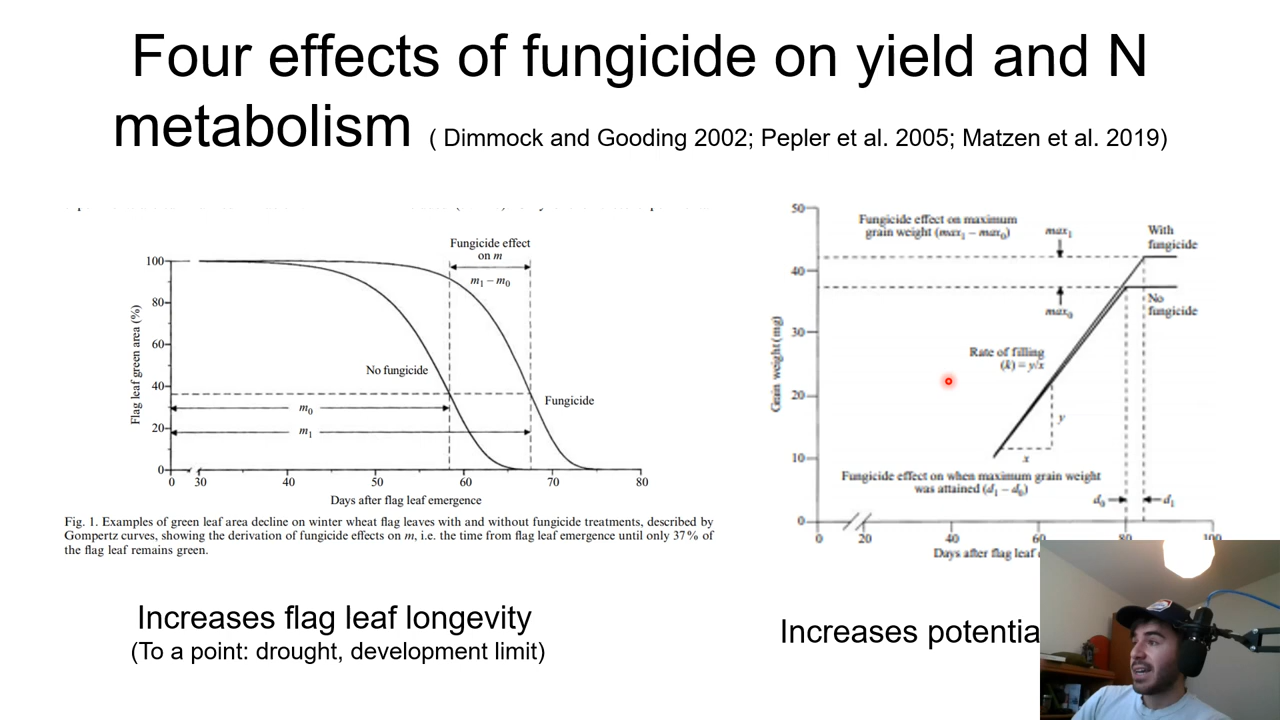 Four effects of fungicide on yield and N
metabolism ( Dimmock and Gooding 2002; Pepler et al. 2005; Matzen et al. 2019)
Fungicide effect
on m
m1 − m0
100
80
60
40
20
0
Flag leaf green area (%)
No fungicide
Fungicide
m0
m1
0 30 40 50 60 70 80
Days after flag leaf emergence
Fig. 1. Examples of green leaf area decline on winter wheat flag leaves with and without fungicide treatments, described by
Gompertz curves, showing the derivation of fungicide effects on m, i.e. the time from flag leaf emergence until only 37% of
the flag leaf remains green.
Increases flag leaf longevity
(To a point: drought, development limit)
50
40
30
20
10
0
Grain weight (mg)
Fungicide effect on maximum
grain weight (max1 − max0)
max1
With
fungicide
max0
No
fungicide
Rate of filling
(k) = y/x
y
x
Fungicide effect on when maximum grain weight
was attained (d1 − d0)
d0
d1
0 20 40 60 80 100
Days after flag leaf
Increases potentia